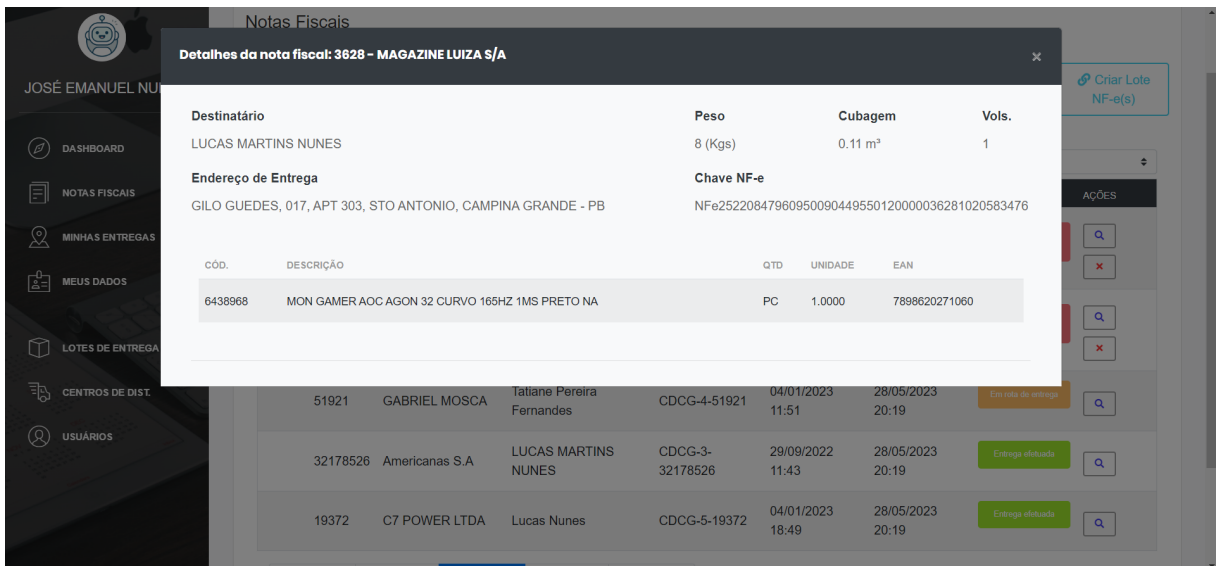 Notas Fiscais
Detalhes da nota fiscal: 3628 - MAGAZINE LUIZA S/A
×
JOSÉ EMANUEL NU
Criar Lote
NF-e(s)
Destinatário Peso Cubagem Vols.
LUCAS MARTINS NUNES 8 (Kgs) 0.11 m³ 1
Endereço de Entrega Chave NF-e
GILO GUEDES, 017, APT 303, STO ANTONIO, CAMPINA GRANDE - PB NFe25220847960950090449550120000036281020583476
DASHBOARD
NOTAS FISCAIS
MINHAS ENTREGAS
MEUS DADOS
LOTES DE ENTREGA
CENTROS DE DIST.
USUÁRIOS
AÇÕES
CÓD. DESCRIÇÃO QTD UNIDADE EAN
6438968 MON GAMER AOC AGON 32 CURVO 165HZ 1MS PRETO NA PC 1.0000 7898620271060
51921 GABRIEL MOSCA Tatiane Pereira Fernandes CDCG-4-51921 04/01/2023 11:51 28/05/2023 20:19 Em rota de entrega
32178526 Americanas S.A LUCAS MARTINS NUNES CDCG-3-32178526 29/09/2022 11:43 28/05/2023 20:19 Entrega efetuada
19372 C7 POWER LTDA Lucas Nunes CDCG-5-19372 04/01/2023 18:49 28/05/2023 20:19 Entrega efetuada